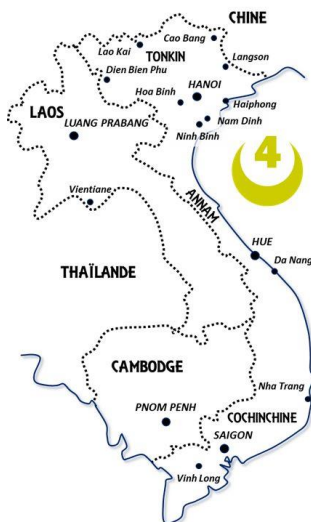 CHINE
Cao Bang
Lao Kai
TONKIN
Langson
Dien Bien Phu
Hoa Binh
HANOI
Haiphong
LAOS
Nam Dinh
LUANG PRABANG
Ninh Binh
4
Vientiane
ANNAM
HUE
THAÏLANDE
Da Nang
CAMBODGE
Nha Trang
PNOM PENH
COCHINCHINE
SAIGON
Vinh Long